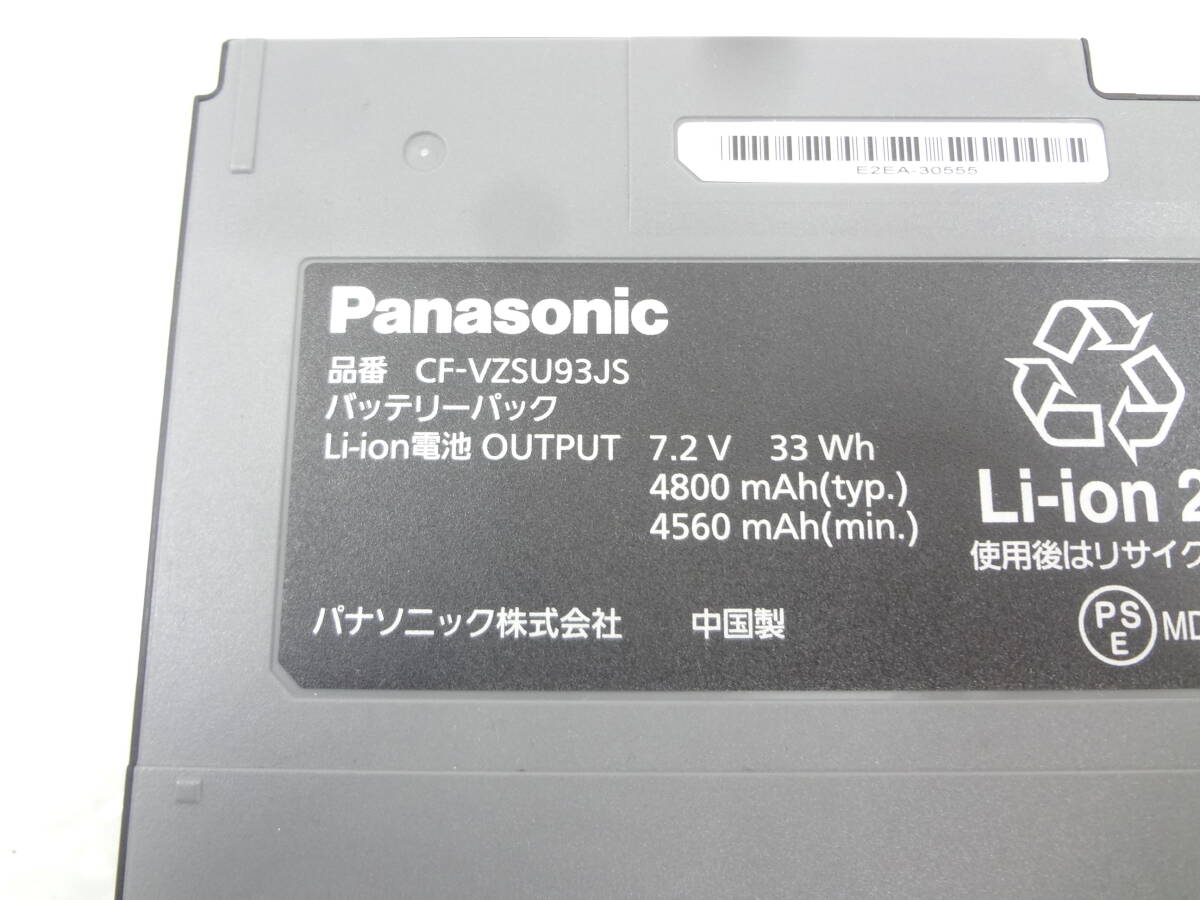 E2EA-30555
Panasonic
品番 CF-VZSU93JS
バッテリーパック
Li-ion電池 OUTPUT 7.2 V 33 Wh
4800 mAh(typ.)
4560 mAh(min.)
Li-ion 2
使用後はリサイク
パナソニック株式会社 中国製
PS
E
MD